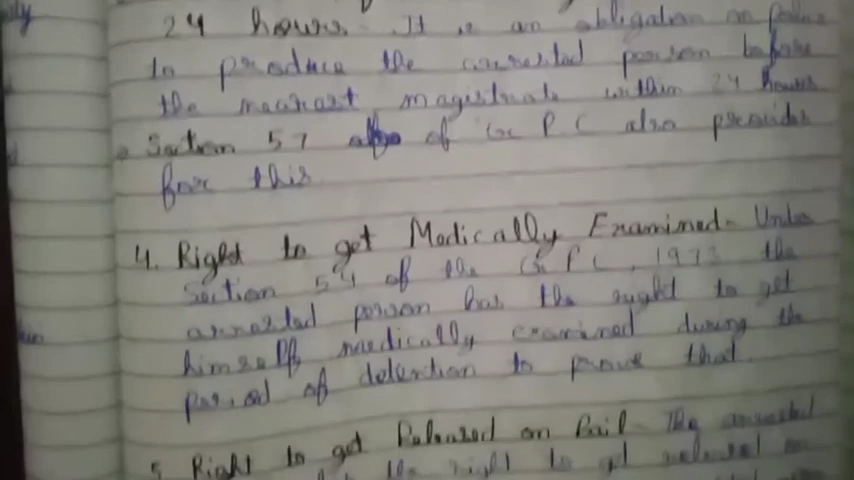 24 hours. It is an obligation on police
to produce the arrested person before
the nearest magistrate within 24 hours
Section 57 of Cr P C also provides
for this
4. Right to get Medically Examined - Under
Section 54 of the Cr PC, 1973 the
arrested person has the right to get
himself medically examined during the
period of detention to prove that
5. Right to get Released on Bail - The arrested
the right to get released on